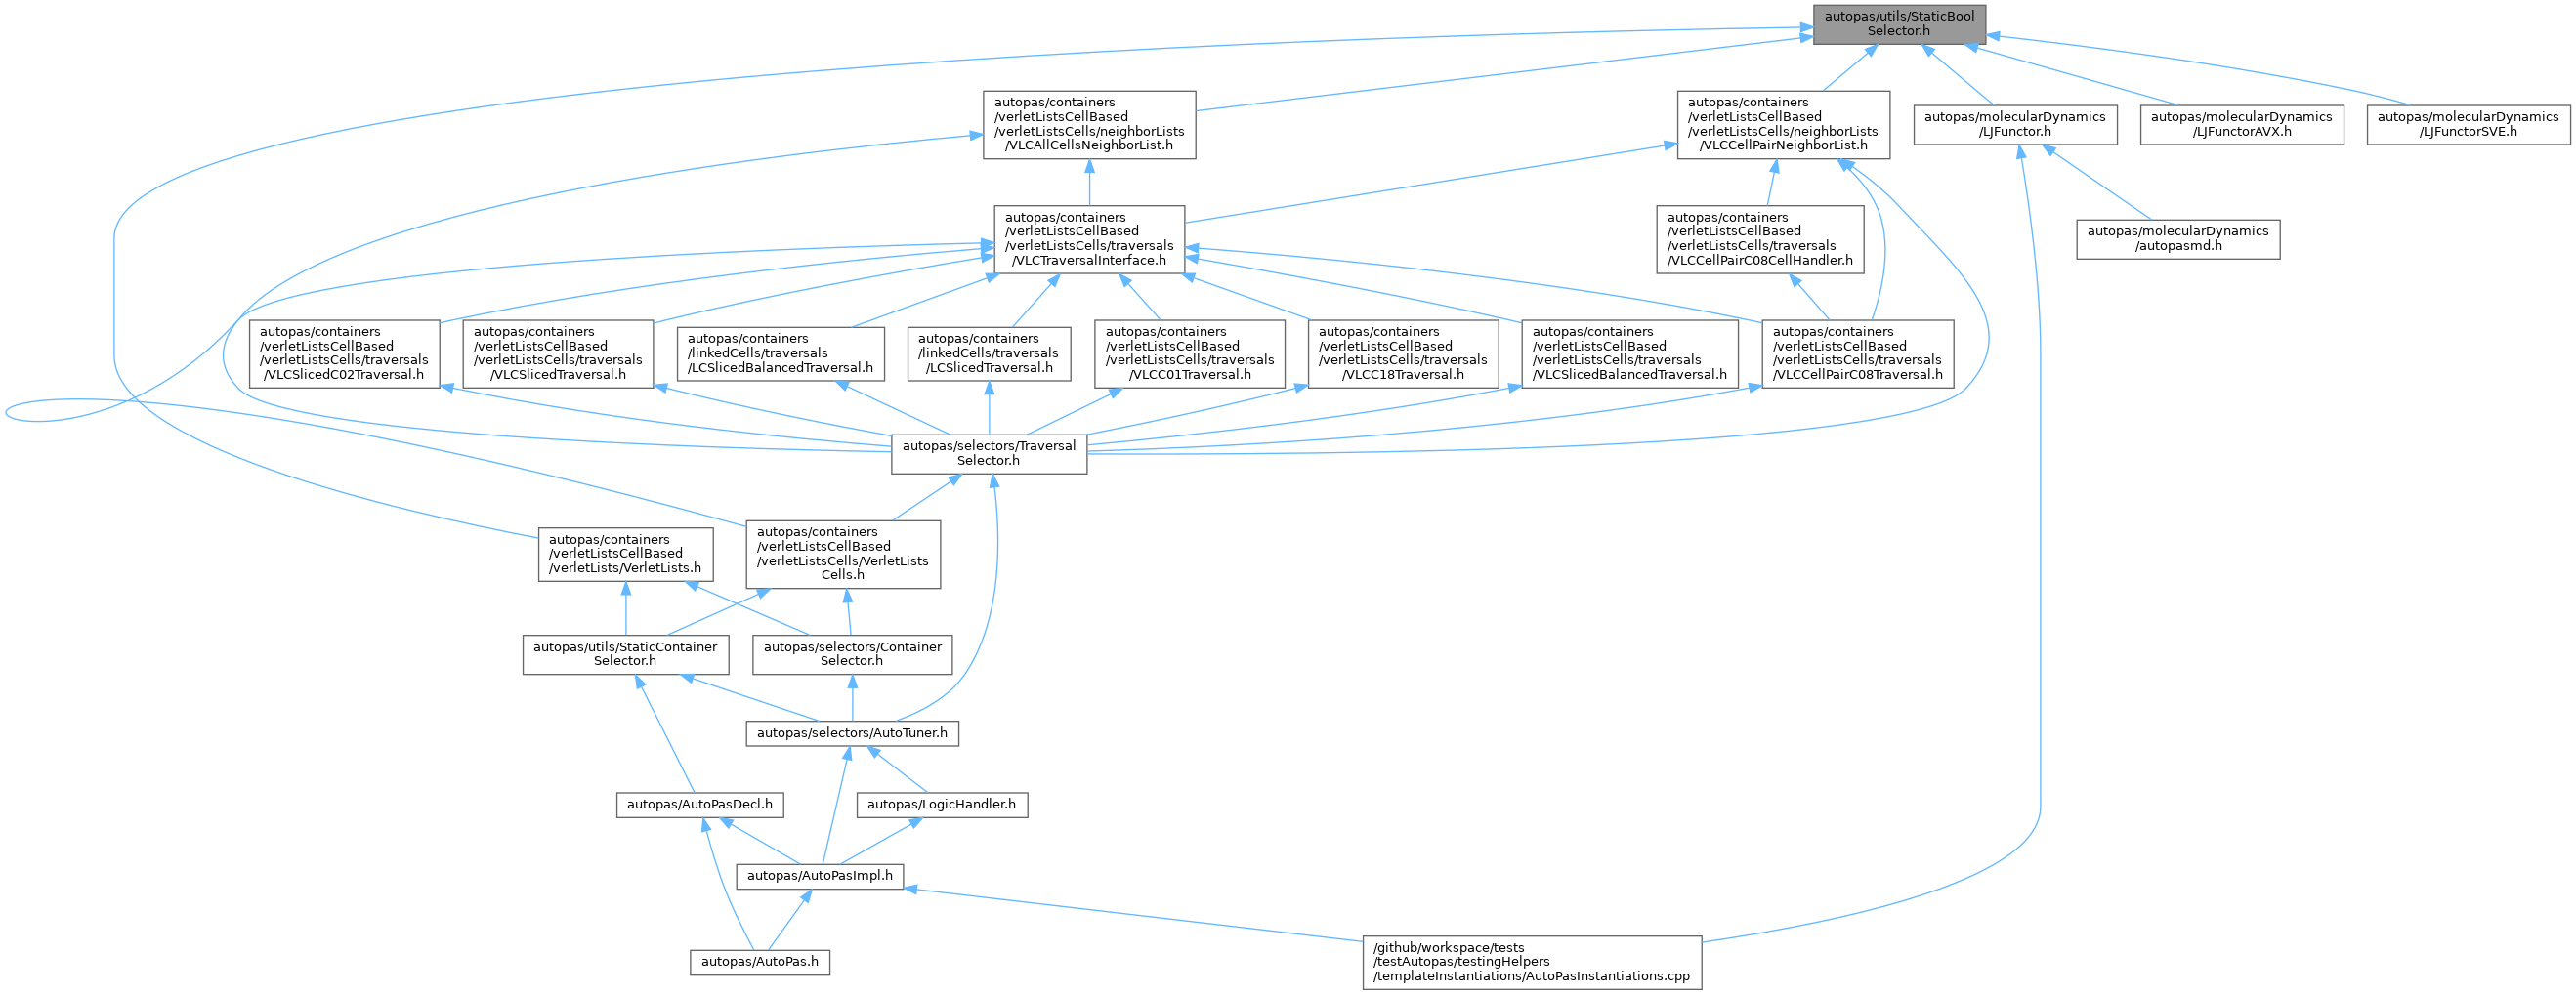 autopas/utils/StaticBool
Selector.h
autopas/containers
/verletListsCellBased
/verletListsCells/neighborLists
/VLCAllCellsNeighborList.h
autopas/containers
/verletListsCellBased
/verletListsCells/neighborLists
/VLCCellPairNeighborList.h
autopas/molecularDynamics
/LJFunctor.h
autopas/molecularDynamics
/LJFunctorAVX.h
autopas/molecularDynamics
/LJFunctorSVE.h
autopas/containers
/verletListsCellBased
/verletListsCells/traversals
/VLCTraversalInterface.h
autopas/containers
/verletListsCellBased
/verletListsCells/traversals
/VLCCellPairC08CellHandler.h
autopas/molecularDynamics
/autopasmd.h
autopas/containers
/verletListsCellBased
/verletListsCells/traversals
/VLCSlicedC02Traversal.h
autopas/containers
/verletListsCellBased
/verletListsCells/traversals
/VLCSlicedTraversal.h
autopas/containers
/linkedCells/traversals
/LCSlicedBalancedTraversal.h
autopas/containers
/linkedCells/traversals
/LCSlicedTraversal.h
autopas/containers
/verletListsCellBased
/verletListsCells/traversals
/VLCC01Traversal.h
autopas/containers
/verletListsCellBased
/verletListsCells/traversals
/VLCC18Traversal.h
autopas/containers
/verletListsCellBased
/verletListsCells/traversals
/VLCSlicedBalancedTraversal.h
autopas/containers
/verletListsCellBased
/verletListsCells/traversals
/VLCCellPairC08Traversal.h
autopas/selectors/Traversal
Selector.h
autopas/containers
/verletListsCellBased
/verletLists/VerletLists.h
autopas/containers
/verletListsCellBased
/verletListsCells/VerletLists
Cells.h
autopas/utils/StaticContainer
Selector.h
autopas/selectors/Container
Selector.h
autopas/selectors/AutoTuner.h
autopas/AutoPasDecl.h
autopas/LogicHandler.h
autopas/AutoPasImpl.h
autopas/AutoPas.h
/github/workspace/tests
/testAutopas/testingHelpers
/templateInstantiations/AutoPasInstantiations.cpp